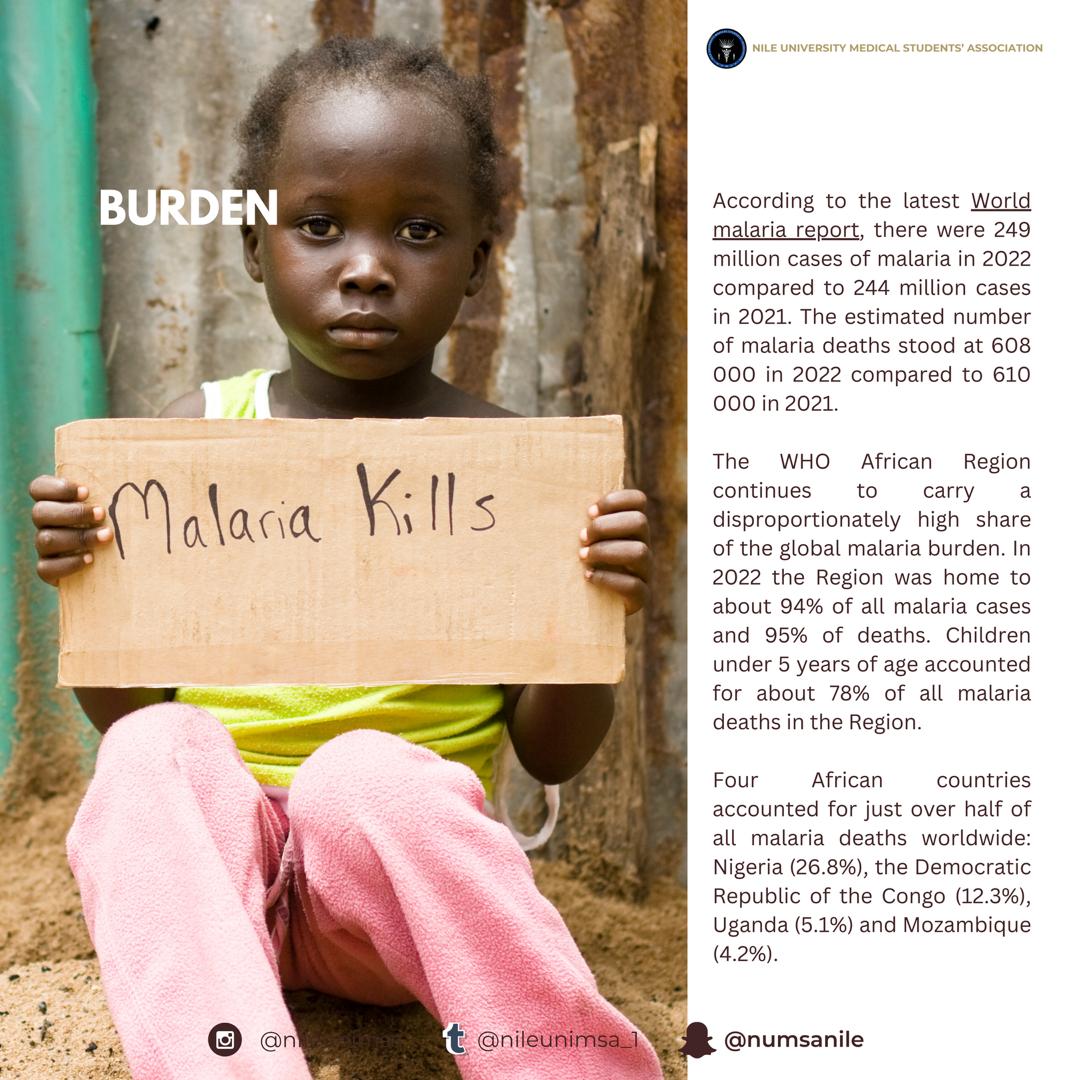 NILE UNIVERSITY MEDICAL STUDENTS' ASSOCIATION
BURDEN
Malaria Kills
According to the latest World
malaria report, there were 249
million cases of malaria in 2022
compared to 244 million cases
in 2021. The estimated number
of malaria deaths stood at 608
000 in 2022 compared to 610
000 in 2021.
The WHO African Region
continues to carry a
disproportionately high share
of the global malaria burden. In
2022 the Region was home to
about 94% of all malaria cases
and 95% of deaths. Children
under 5 years of age accounted
for about 78% of all malaria
deaths in the Region.
Four African countries
accounted for just over half of
all malaria deaths worldwide:
Nigeria (26.8%), the Democratic
Republic of the Congo (12.3%),
Uganda (5.1%) and Mozambique
(4.2%).
@nileunimsa_1
@numsanile